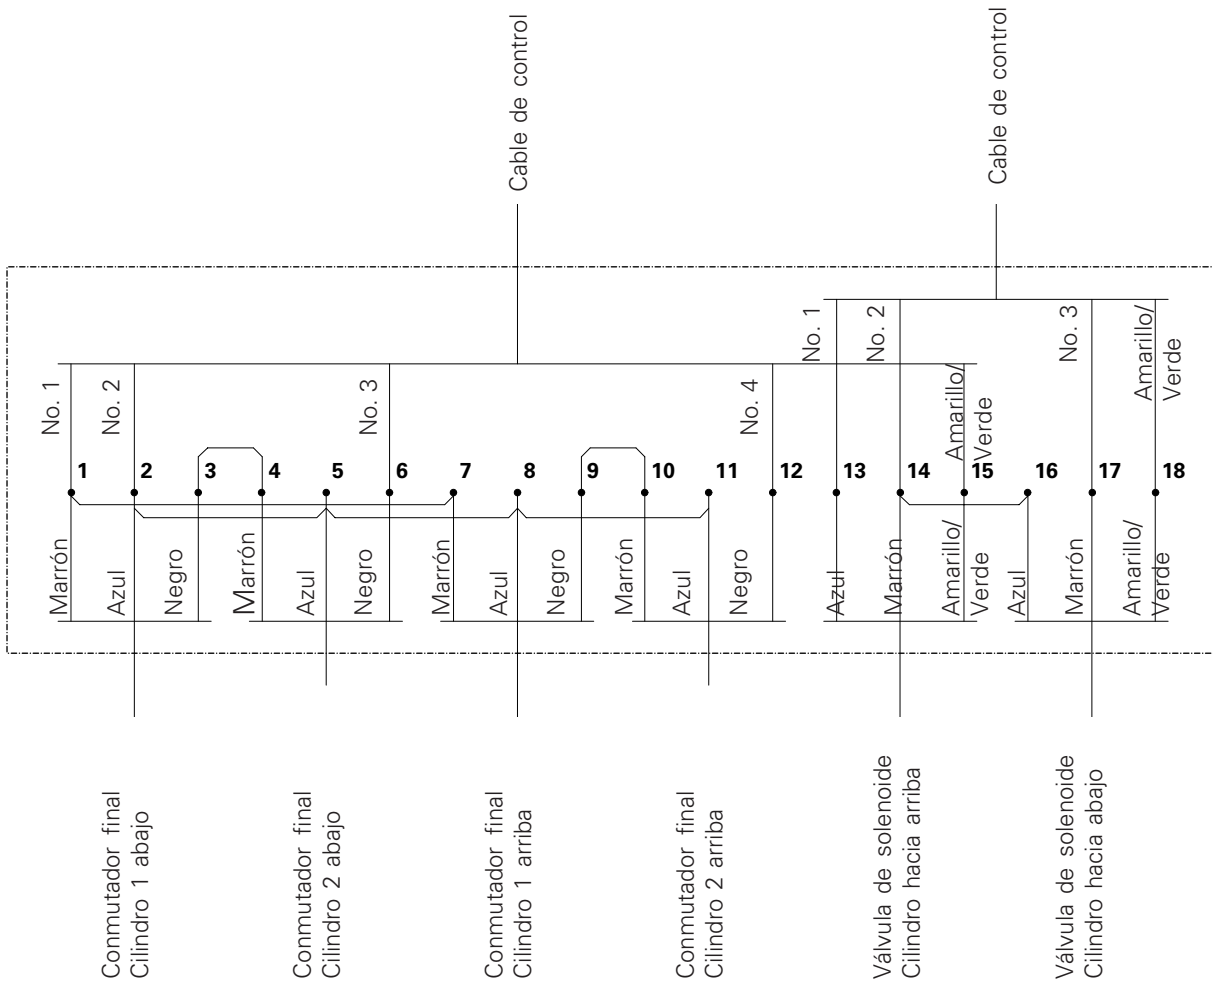 Cable de control
Cable de control
No. 1
No. 2
No. 3
No. 4
No. 1
No. 2
Amarillo/
Verde
No. 3
Amarillo/
Verde
1
2
3
4
5
6
7
8
9
10
11
12
13
14
15
16
17
18
Marrón
Azul
Negro
Marrón
Azul
Negro
Marrón
Azul
Negro
Marrón
Azul
Negro
Azul
Marrón
Amarillo/
Verde
Azul
Marrón
Amarillo/
Verde
Conmutador final
Cilindro 1 abajo
Conmutador final
Cilindro 2 abajo
Conmutador final
Cilindro 1 arriba
Conmutador final
Cilindro 2 arriba
Válvula de solenoide
Cilindro hacia arriba
Válvula de solenoide
Cilindro hacia abajo